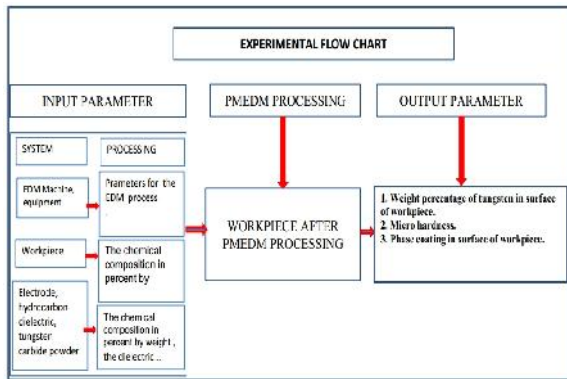 EXPERIMENTAL FLOW CHART
INPUT PARAMETER
PMEDM PROCESSING
OUTPUT PARAMETER
SYSTEM
PROCESSING
EDM Machine,
equipment
Prameters for the
EDM process
.
Workpiece
The chemical
composition in
percent by
Electrode,
hydrocarbon
dielectric,
tungsten
carbide powder
The chemical
composition in
percent by weight ,
the dielectric ..
WORKPIECE AFTER
PMEDM PROCESSING
1. Weight percentage of tungsten in surface
of workpiece.
2. Micro hardness.
3. Phase coating in surface of workpiece.